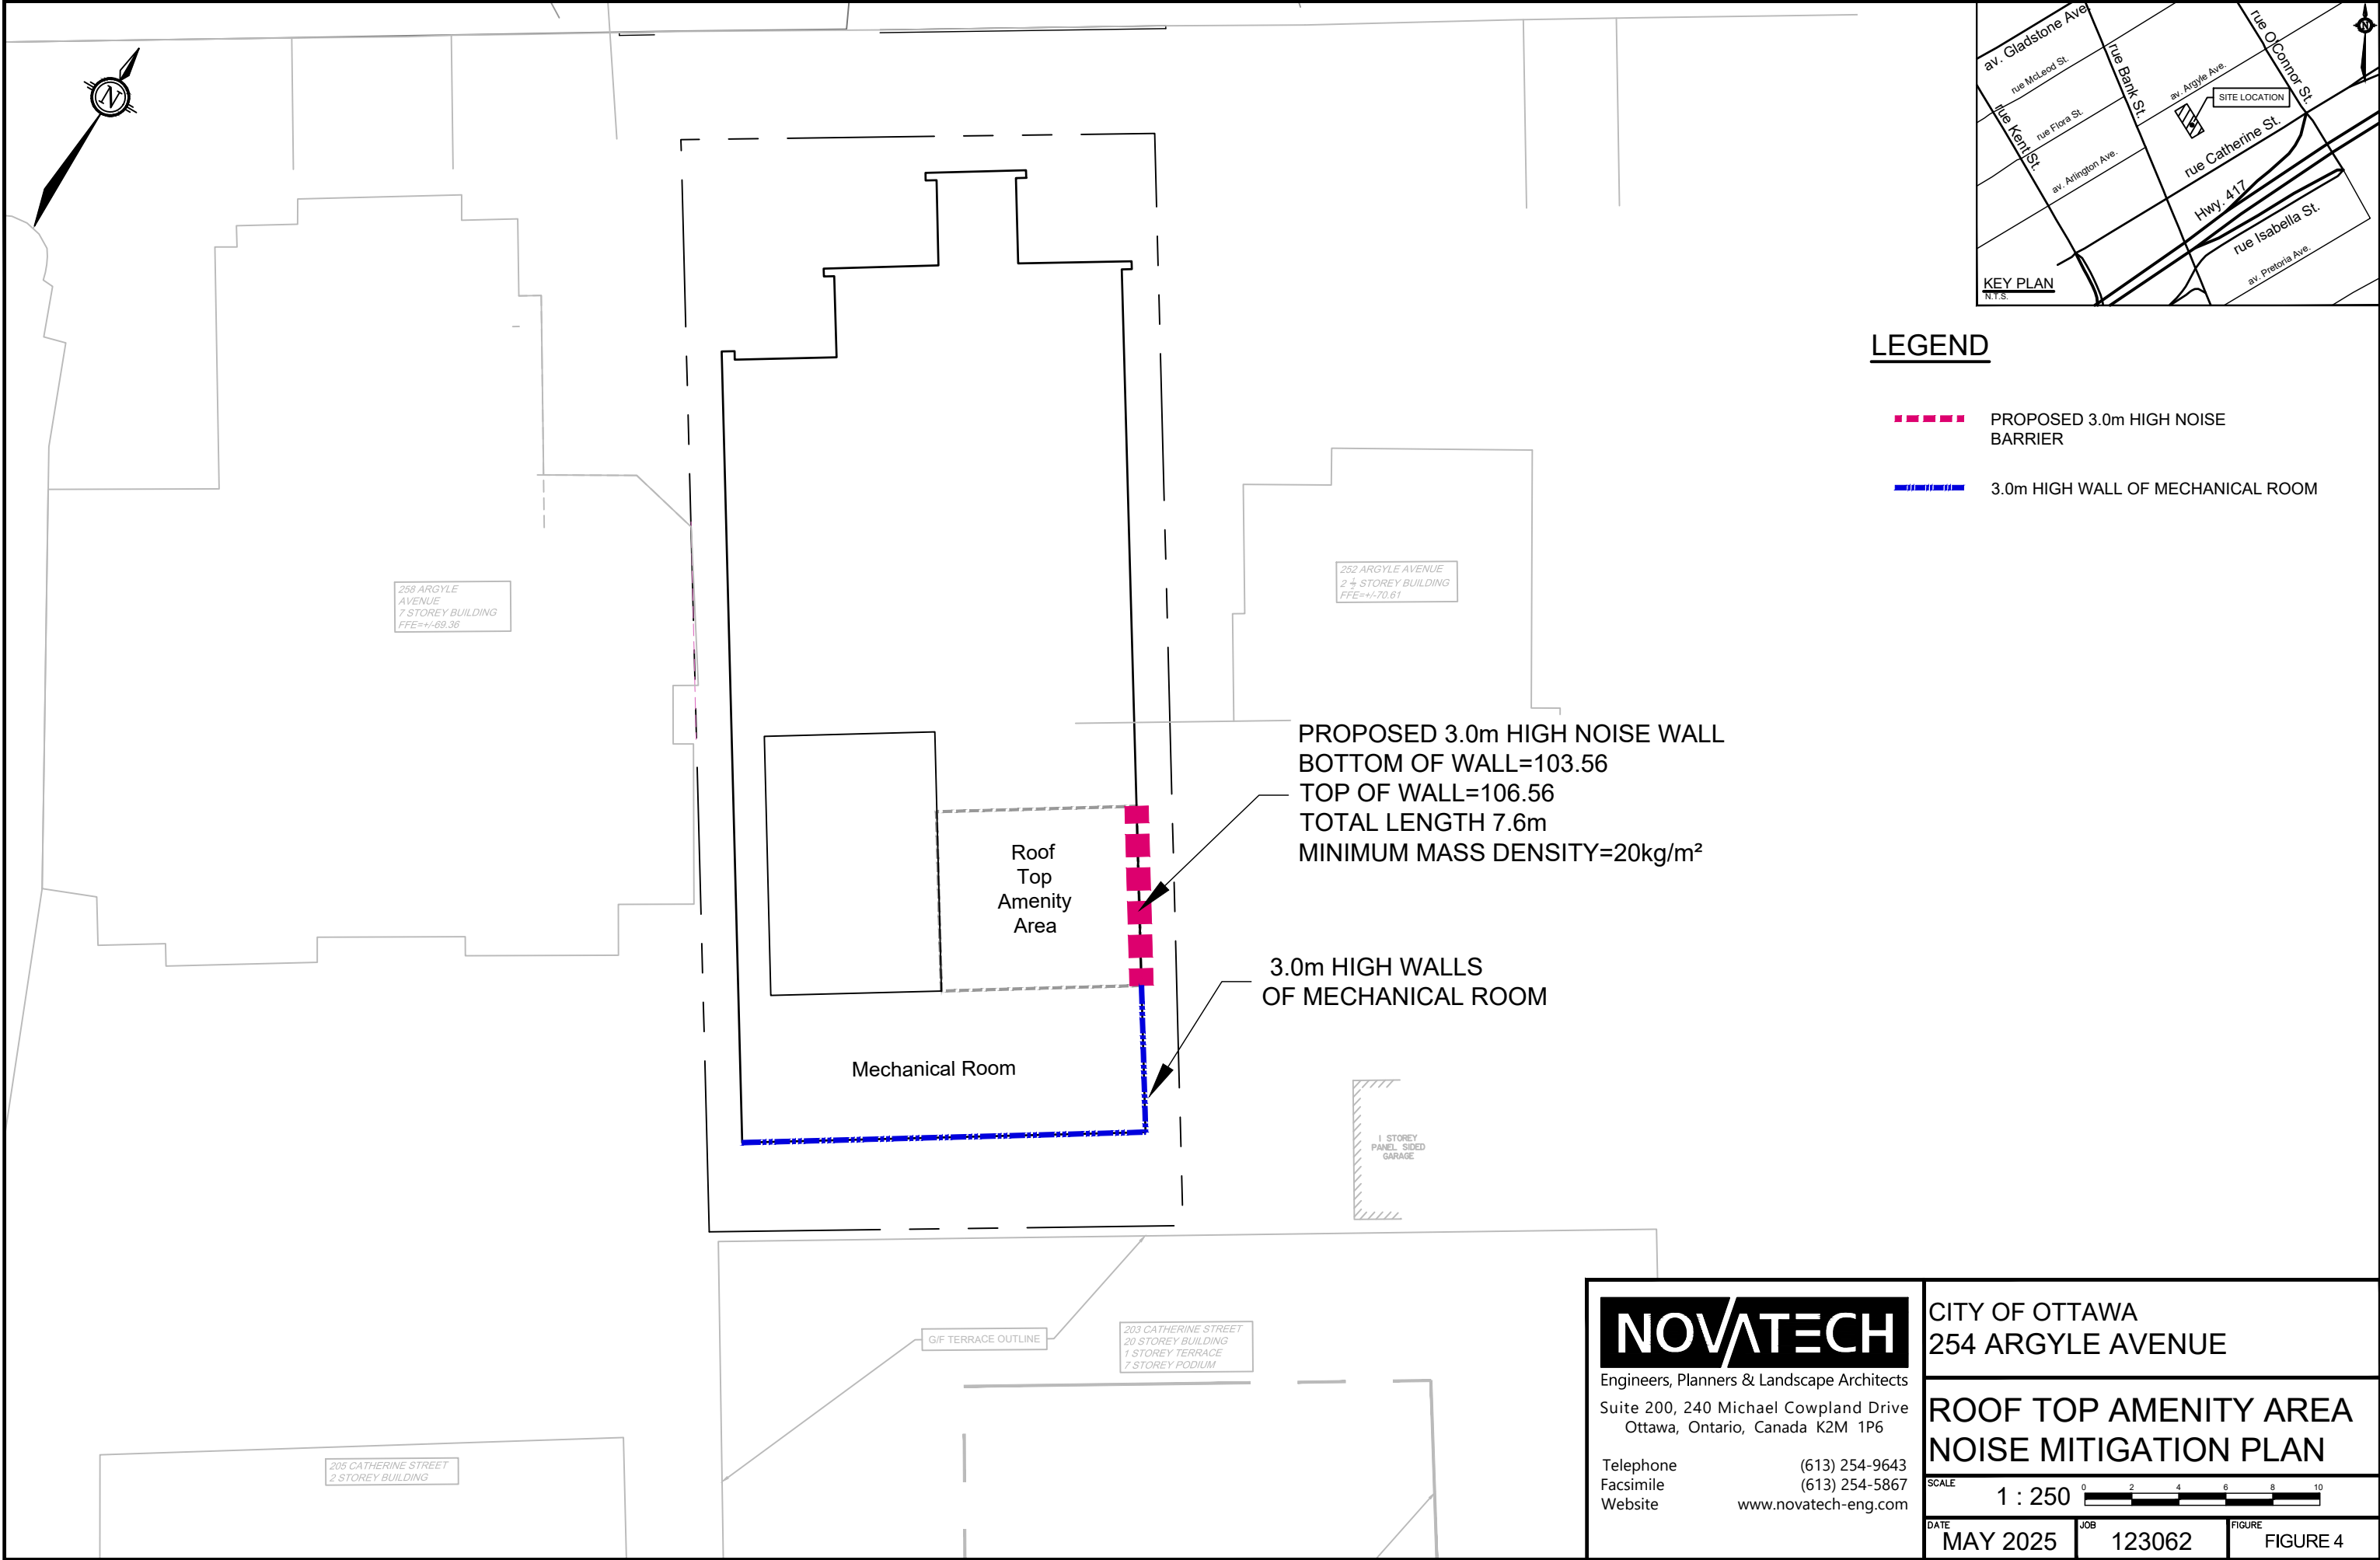 N
av. Gladstone Ave.
rue McLeod St.
rue Flora St.
rue Kent St.
av. Arlington Ave.
rue Bank St.
av. Argyle Ave.
rue O'Connor St.
SITE LOCATION
rue Catherine St.
Hwy. 417
rue Isabella St.
av. Pretoria Ave.
N
KEY PLAN
N.T.S.
LEGEND
PROPOSED 3.0m HIGH NOISE
BARRIER
3.0m HIGH WALL OF MECHANICAL ROOM
258 ARGYLE
AVENUE
7 STOREY BUILDING
FFE=+/-69.36
252 ARGYLE AVENUE
2 ½ STOREY BUILDING
FFE=+/-70.61
PROPOSED 3.0m HIGH NOISE WALL
BOTTOM OF WALL=103.56
TOP OF WALL=106.56
TOTAL LENGTH 7.6m
MINIMUM MASS DENSITY=20kg/m²
Roof
Top
Amenity
Area
3.0m HIGH WALLS
OF MECHANICAL ROOM
Mechanical Room
1 STOREY
PANEL SIDED
GARAGE
G/F TERRACE OUTLINE
203 CATHERINE STREET
20 STOREY BUILDING
1 STOREY TERRACE
7 STOREY PODIUM
205 CATHERINE STREET
2 STOREY BUILDING
NOVATECH
Engineers, Planners & Landscape Architects
Suite 200, 240 Michael Cowpland Drive
Ottawa, Ontario, Canada K2M 1P6
Telephone (613) 254-9643
Facsimile (613) 254-5867
Website www.novatech-eng.com
CITY OF OTTAWA
254 ARGYLE AVENUE
ROOF TOP AMENITY AREA
NOISE MITIGATION PLAN
SCALE
1 : 250
0 2 4 6 8 10
DATE
MAY 2025
JOB
123062
FIGURE
FIGURE 4